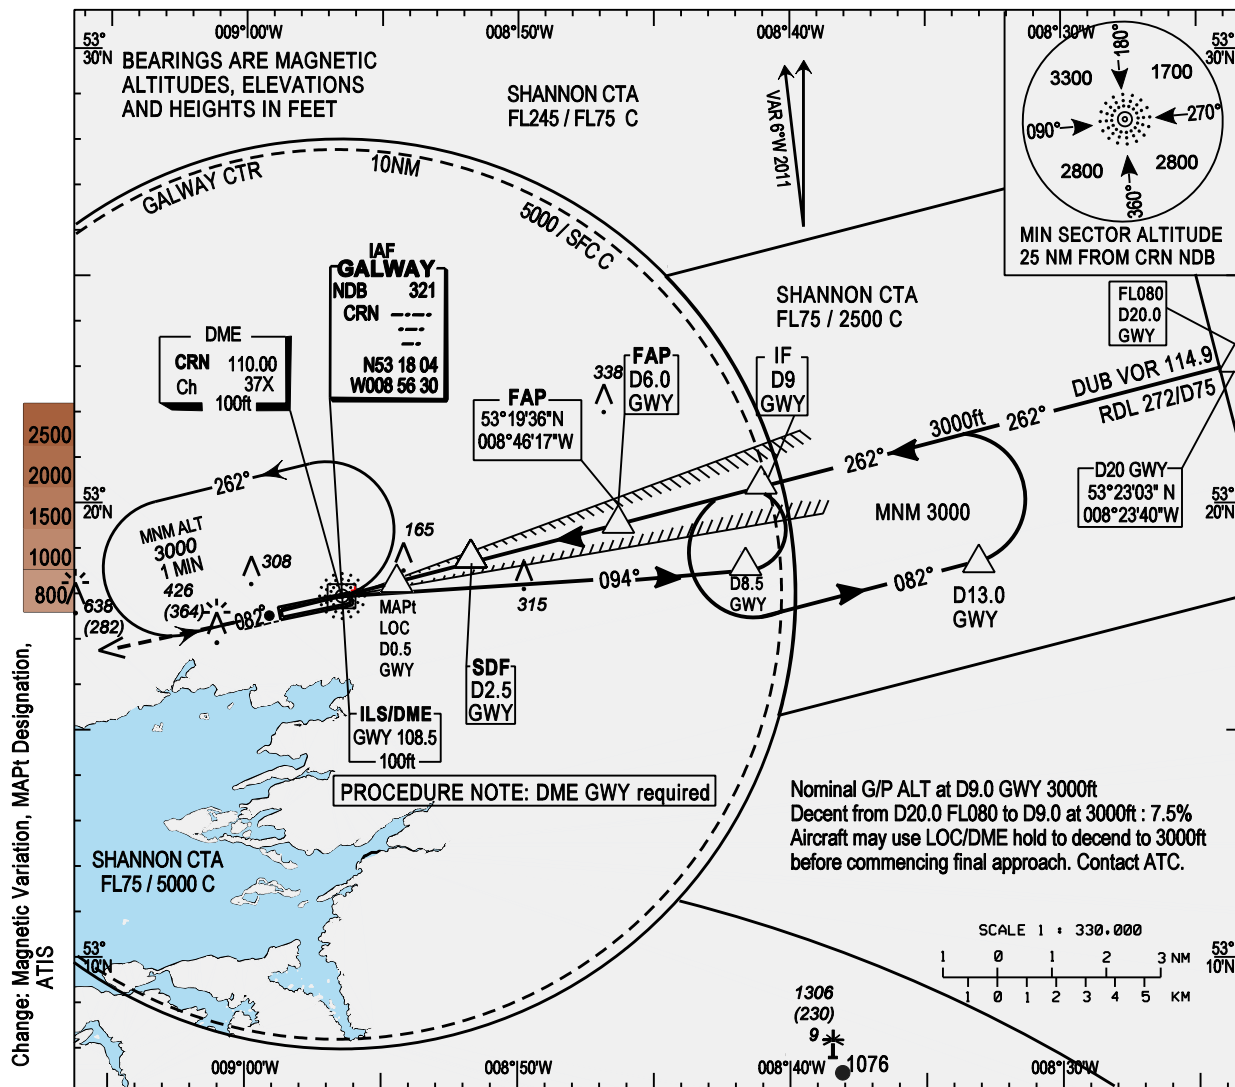 009°00'W
008°50'W
008°40'W
008°30'W
53°
30'N
53°
30'N
BEARINGS ARE MAGNETIC
ALTITUDES, ELEVATIONS
AND HEIGHTS IN FEET
SHANNON CTA
FL245 / FL75 C
VAR 6°W 2011
180°
3300
1700
090°
270°
2800
2800
360°
MIN SECTOR ALTITUDE
25 NM FROM CRN NDB
GALWAY CTR
10NM
5000 / SFC C
IAF
GALWAY
NDB 321
CRN
N53 18 04
W008 56 30
DME
CRN 110.00
Ch 37X
100ft
SHANNON CTA
FL75 / 2500 C
FL080
D20.0
GWY
FAP
D6.0
GWY
338
IF
D9
GWY
FAP
53°19'36"N
008°46'17"W
DUB VOR 114.9
RDL 272/D75
3000ft
262°
262°
D20 GWY
53°23'03" N
008°23'40"W
2500
2000
1500
1000
800
53°
20'N
53°
20'N
262°
MNM ALT
3000
1 MIN
426
(364)
308
165
315
638
(282)
082°
MNM 3000
094°
082°
D8.5
GWY
D13.0
GWY
MAPt
LOC
D0.5
GWY
SDF
D2.5
GWY
ILS/DME
GWY 108.5
100ft
PROCEDURE NOTE: DME GWY required
Nominal G/P ALT at D9.0 GWY 3000ft
Decent from D20.0 FL080 to D9.0 at 3000ft : 7.5%
Aircraft may use LOC/DME hold to decend to 3000ft
before commencing final approach. Contact ATC.
SHANNON CTA
FL75 / 5000 C
Change: Magnetic Variation, MAPt Designation,
ATIS
53°
10'N
53°
10'N
SCALE 1 : 330.000
1 0 1 2 3 NM
1 0 1 2 3 4 5 KM
1306
(230)
9
1076
009°00'W
008°50'W
008°40'W
008°30'W